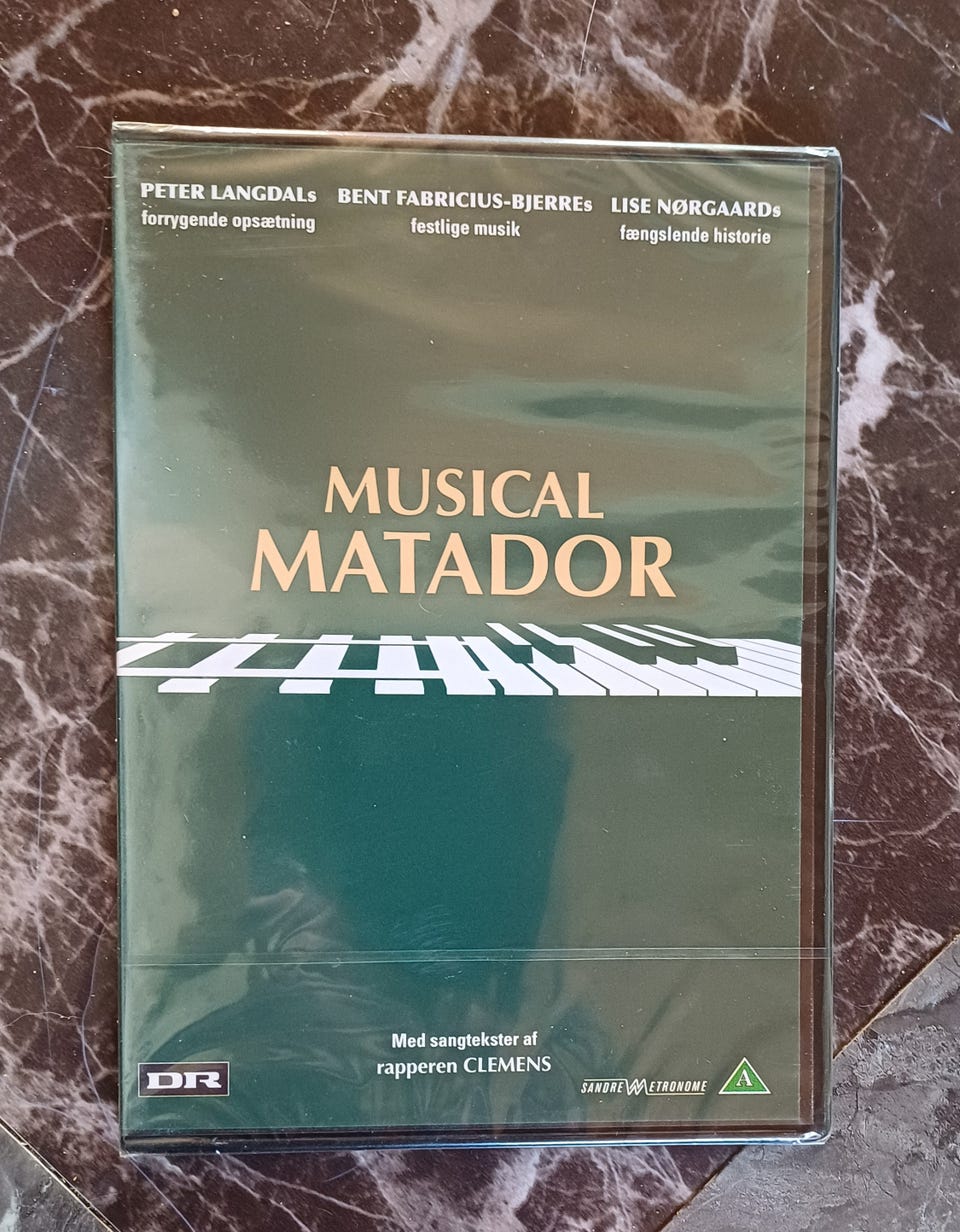 PETER LANGDALs
forrygende opsætning
BENT FABRICIUS-BJERREs
festlige musik
LISE NØRGAARDs
fængslende historie
MUSICAL
MATADOR
Med sangtekster af
rapperen CLEMENS
DR
SANDREW METRONOME
A